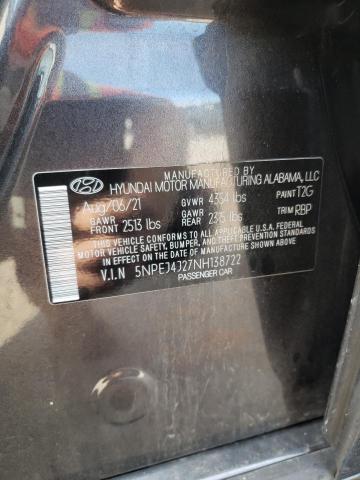 MANUFACTURED BY
HYUNDAI MOTOR MANUFACTURING ALABAMA, LLC
Aug/06/21 GVWR 4354 lbs PAINT T2G
GAWR FRONT 2513 lbs GAWR REAR 2315 lbs TRIM RBP
THIS VEHICLE CONFORMS TO ALL APPLICABLE U.S.A. FEDERAL
MOTOR VEHICLE SAFETY, BUMPER, AND THEFT PREVENTION
STANDARDS IN EFFECT ON THE DATE OF MANUFACTURE SHOWN ABOVE.
V.I.N 5NPEJ4J27NH138722
PASSENGER CAR